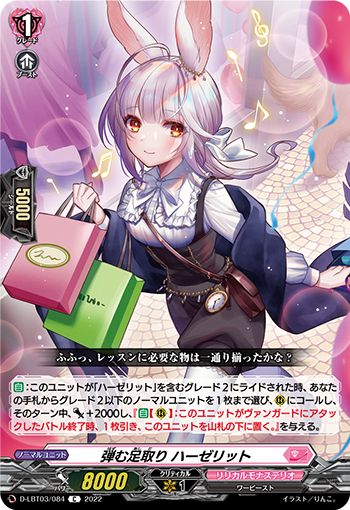 1
グレード
ブースト
5000
シールド
ふふっ、レッスンに必要な物は一通り揃ったかな?
自:このユニットが「ハーゼリット」を含むグレード2にライドされた時、あなた
の手札からグレード2以下のノーマルユニットを1枚まで選び、Rにコールし、
そのターン中、+2000し、『自【R】:このユニットがヴァンガードにアタック
したバトル終了時、1枚引き、このユニットを山札の下に置く。』を与える。
ノーマルユニット
弾む足取り ハーゼリット
パワー
8000
クリティカル
1
リリカルモナステリオ
ワービースト
D-LBT03/084 C 2022
イラスト/りんご。